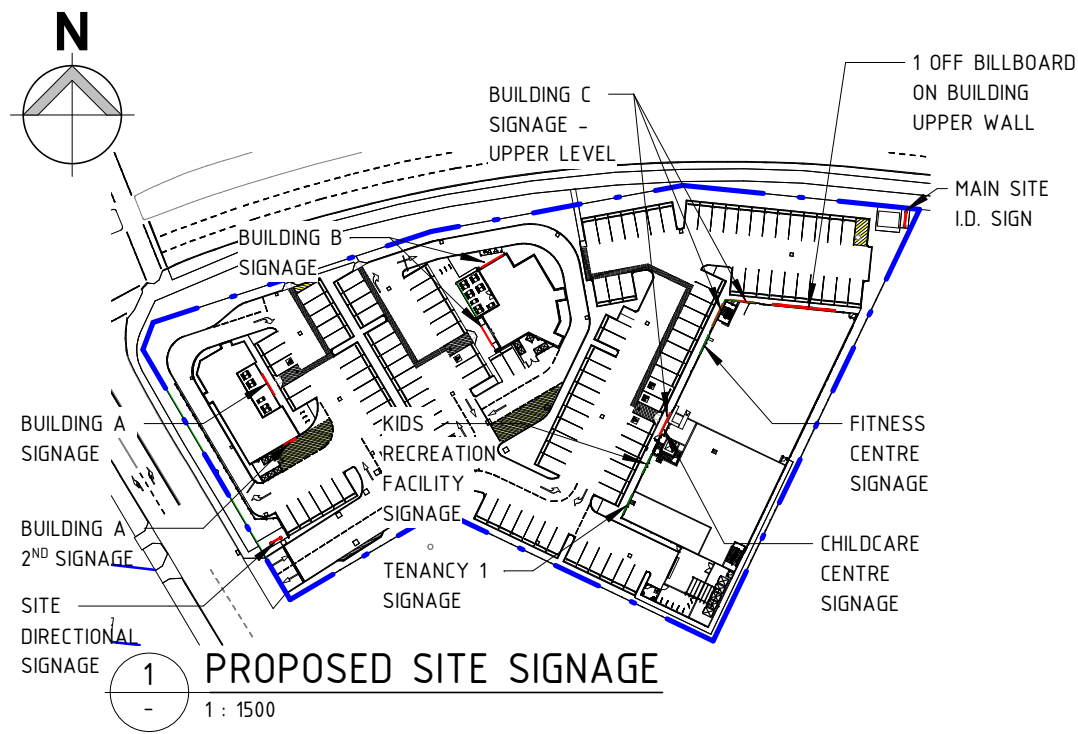 N
1 OFF BILLBOARD
ON BUILDING
UPPER WALL
BUILDING C
SIGNAGE -
UPPER LEVEL
MAIN SITE
I.D. SIGN
BUILDING B
SIGNAGE
BUILDING A
SIGNAGE
KIDS
RECREATION
FACILITY
SIGNAGE
FITNESS
CENTRE
SIGNAGE
BUILDING A
2ND SIGNAGE
TENANCY 1
SIGNAGE
CHILDCARE
CENTRE
SIGNAGE
SITE
DIRECTIONAL
SIGNAGE
1
-
PROPOSED SITE SIGNAGE
1 : 1500